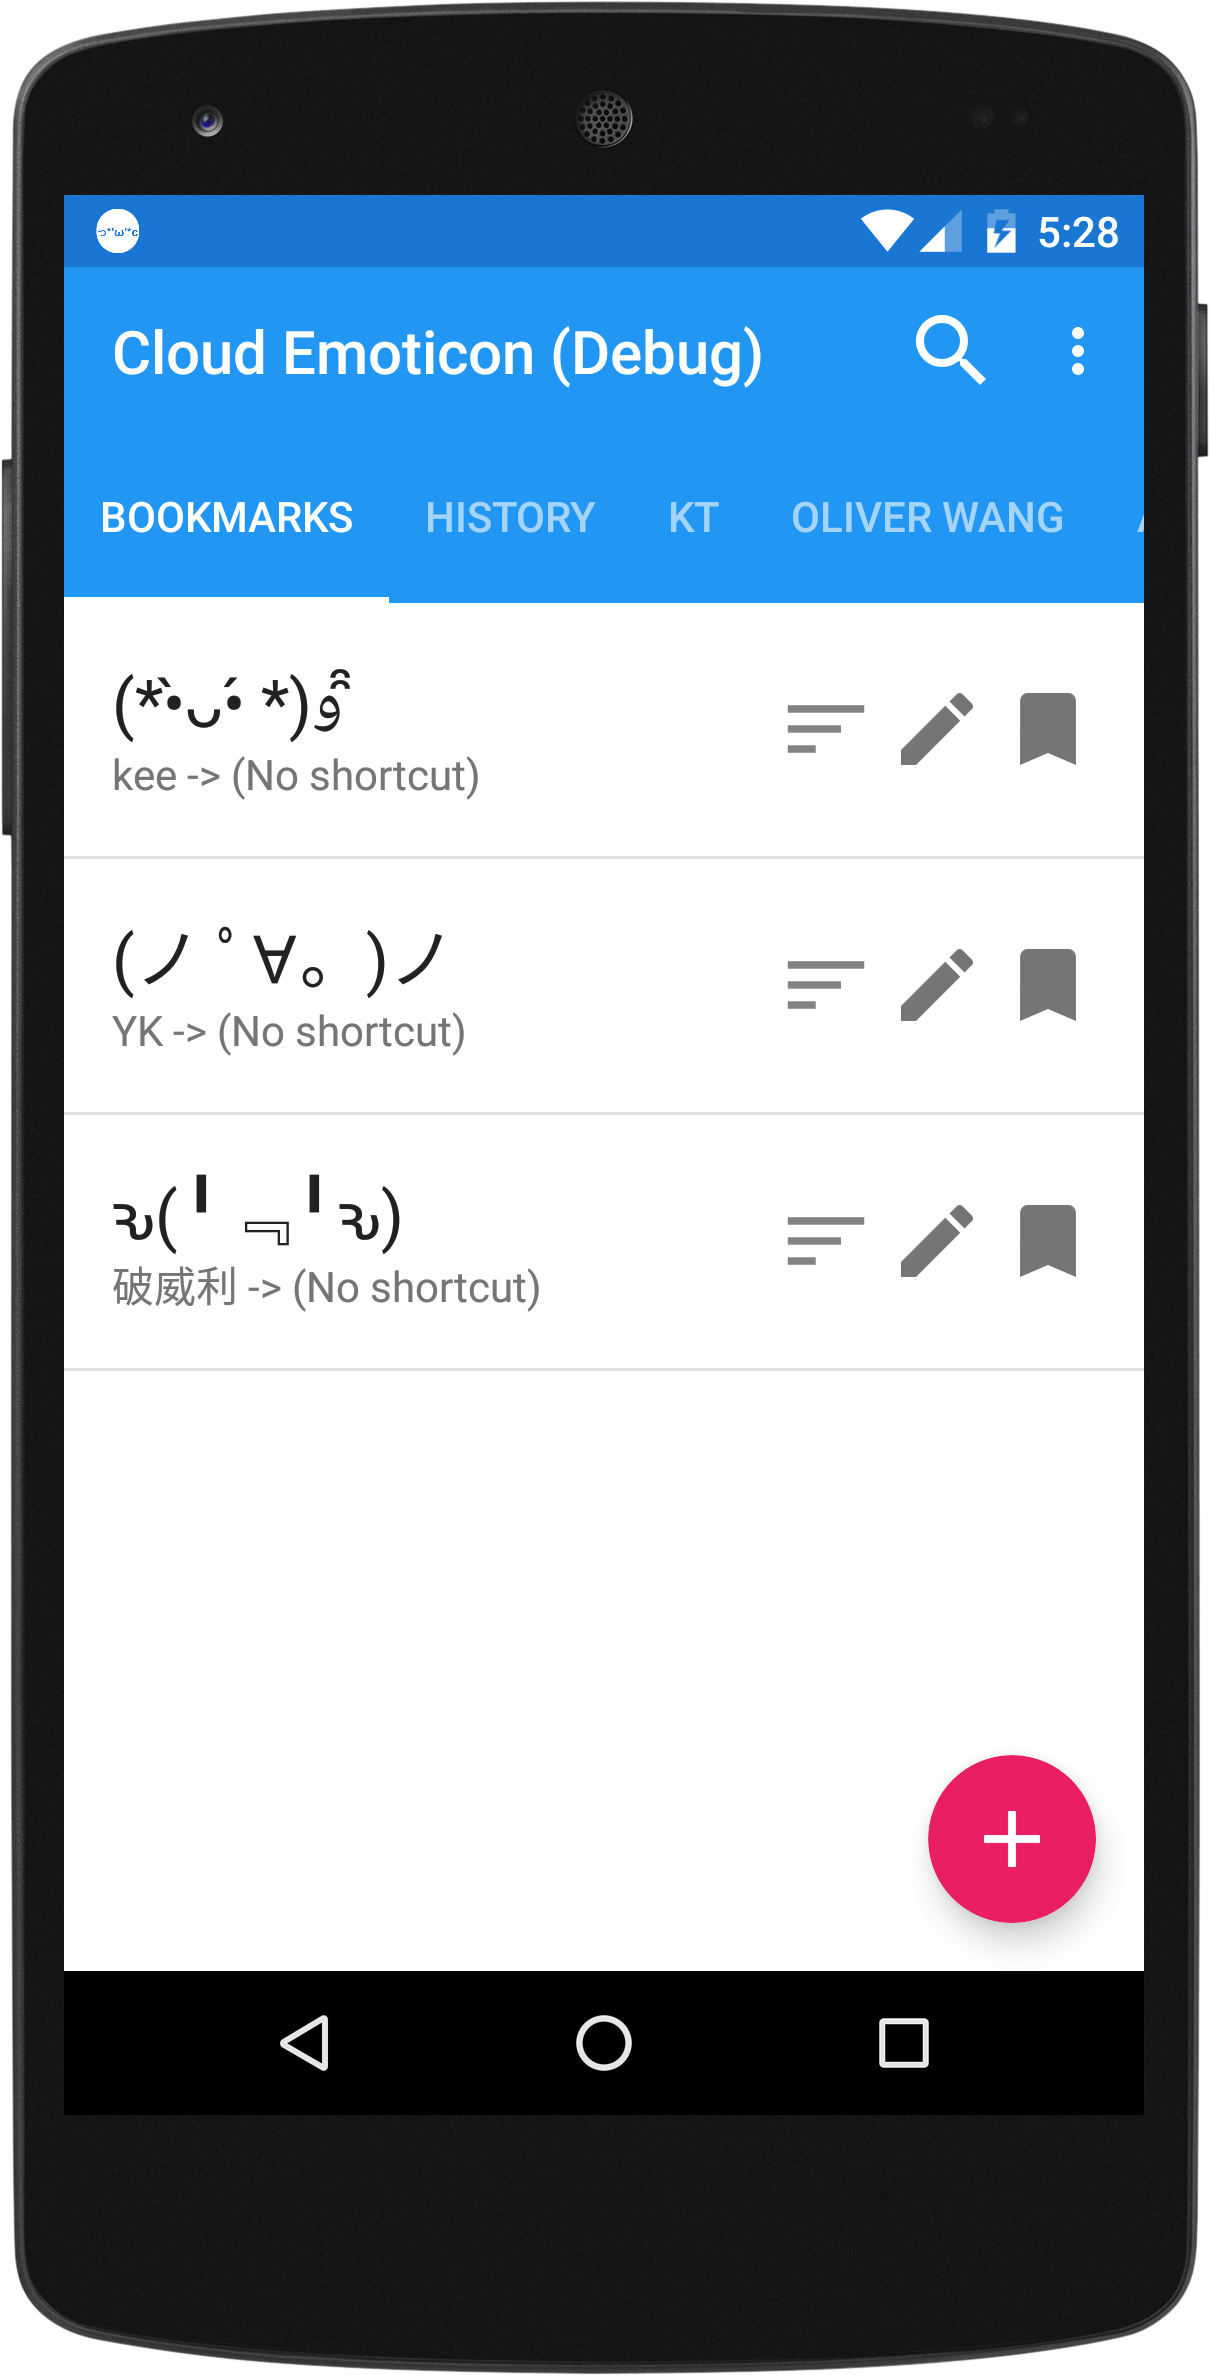 っ*'ω'*c
5:28
Cloud Emoticon (Debug)
BOOKMARKS HISTORY KT OLIVER WANG
(*•̀ᴗ•́ *)و ̑̑
kee -> (No shortcut)
(ノ ﾟ ∀。)ノ
YK -> (No shortcut)
ᕙ(╹﹃╹ᕙ)
破威利 -> (No shortcut)